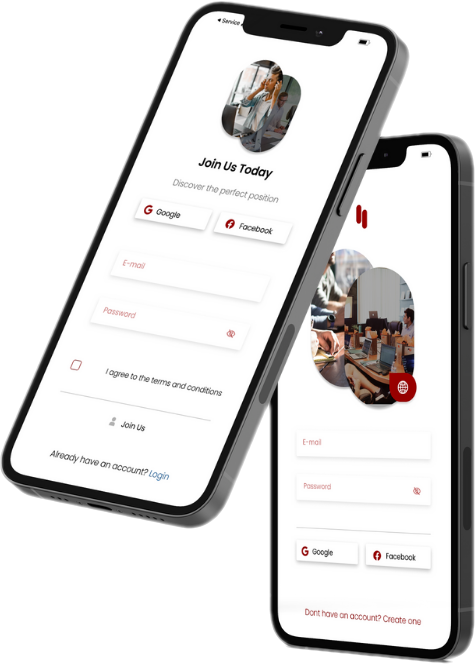 Service
Join Us Today
Discover the perfect position
Google
Facebook
E-mail
Password
I agree to the terms and conditions
Join Us
Already have an account? Login
E-mail
Password
Google
Facebook
Dont have an account? Create one